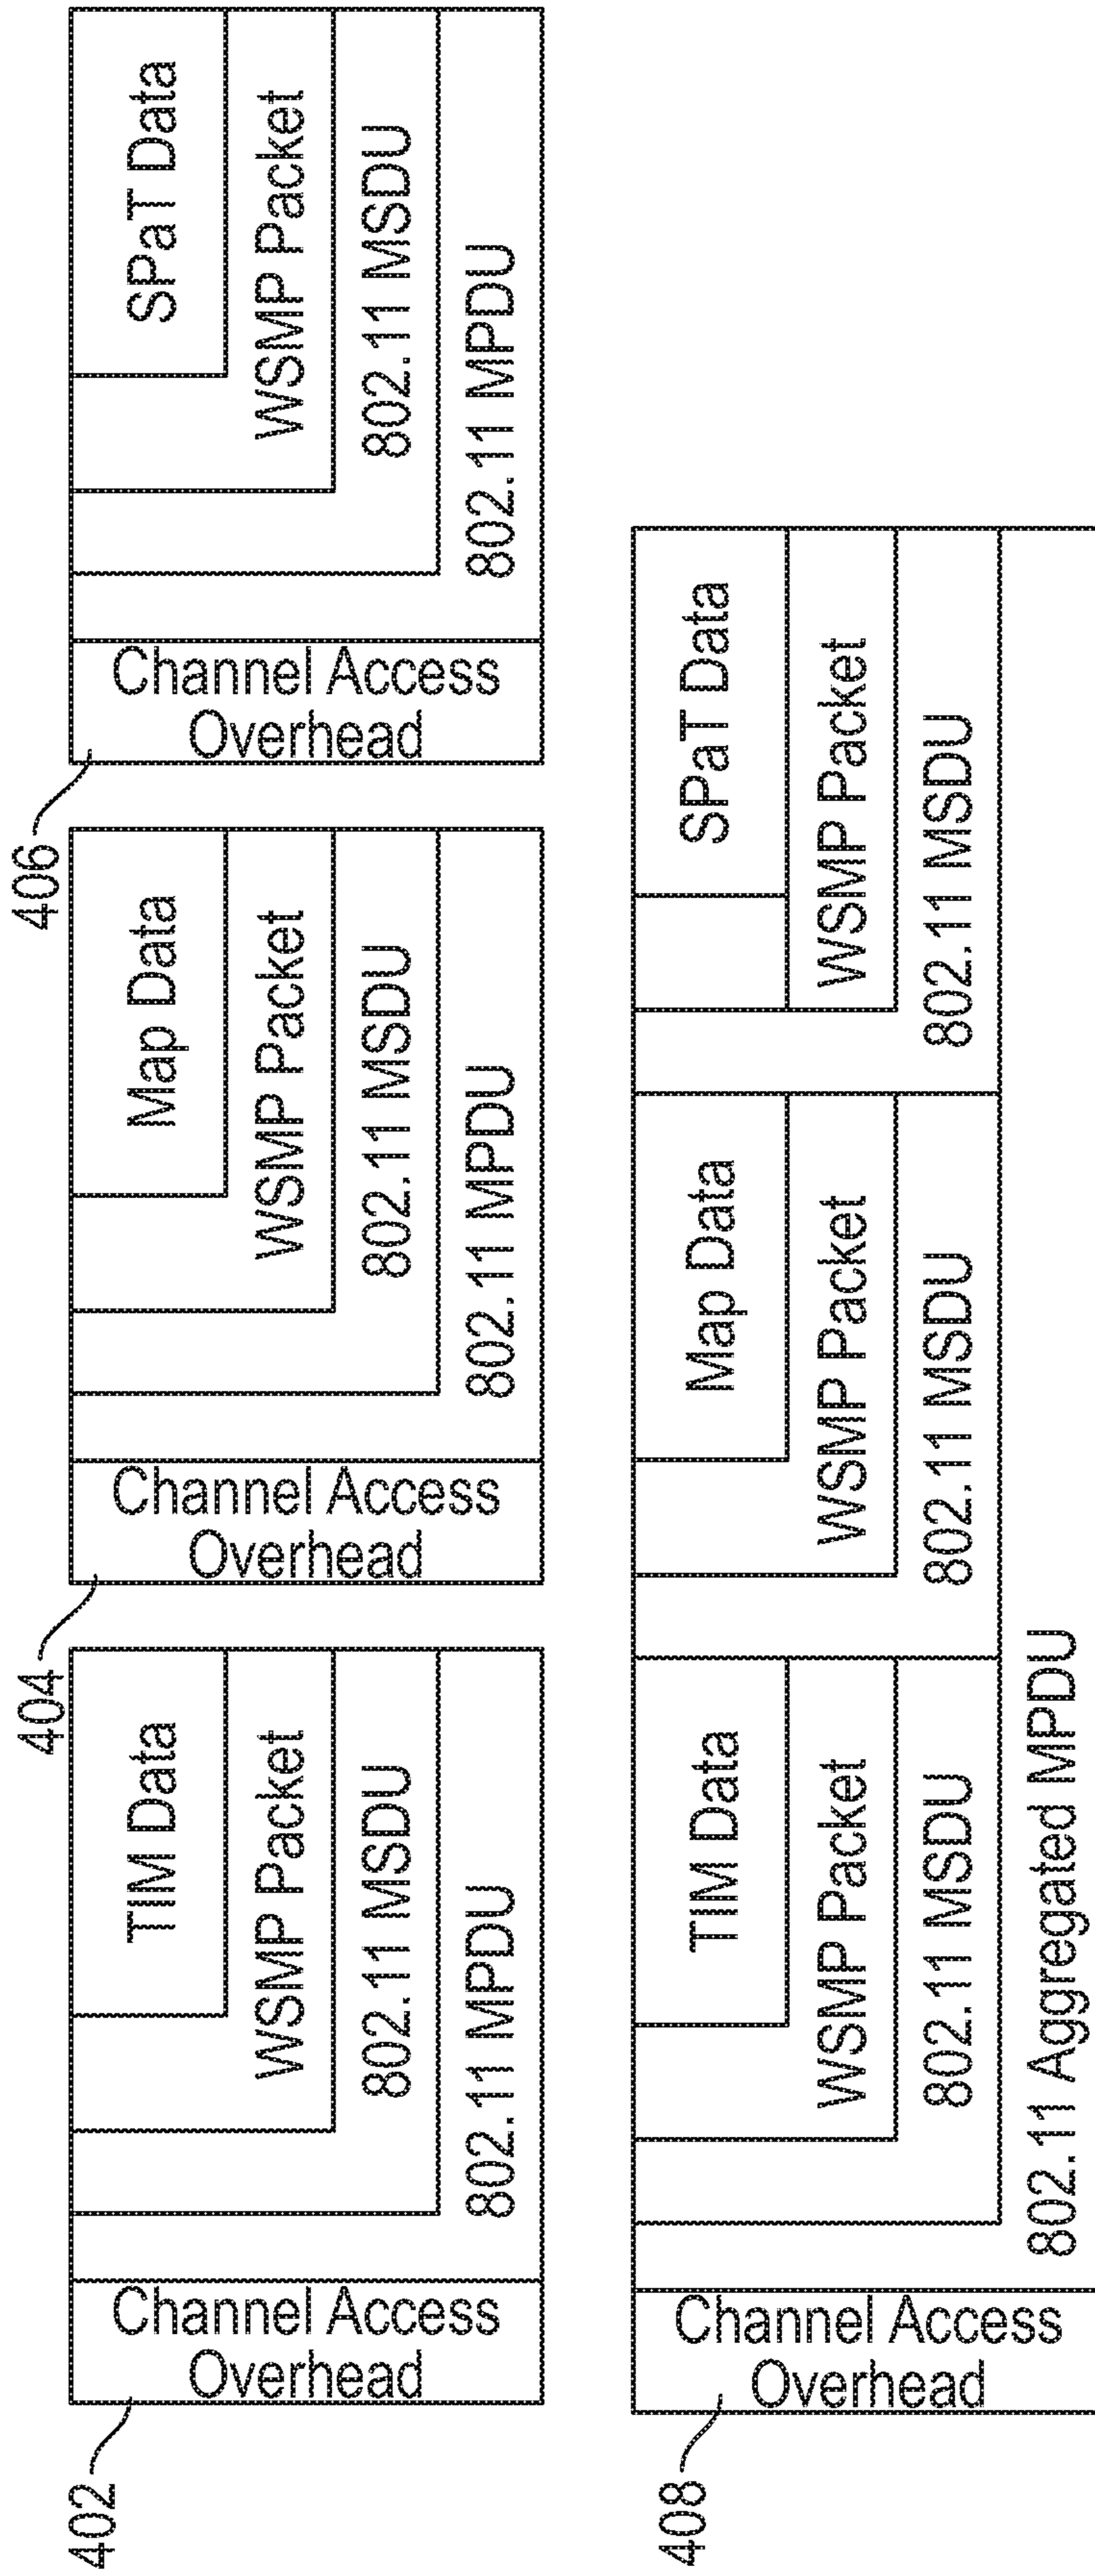 402
Channel Access
Overhead
TIM Data
WSMP Packet
802.11 MSDU
802.11 MPDU
404
Channel Access
Overhead
Map Data
WSMP Packet
802.11 MSDU
802.11 MPDU
406
Channel Access
Overhead
SPaT Data
WSMP Packet
802.11 MSDU
802.11 MPDU
408
Channel Access
Overhead
TIM Data
WSMP Packet
802.11 MSDU
Map Data
WSMP Packet
802.11 MSDU
SPaT Data
WSMP Packet
802.11 MSDU
802.11 Aggregated MPDU